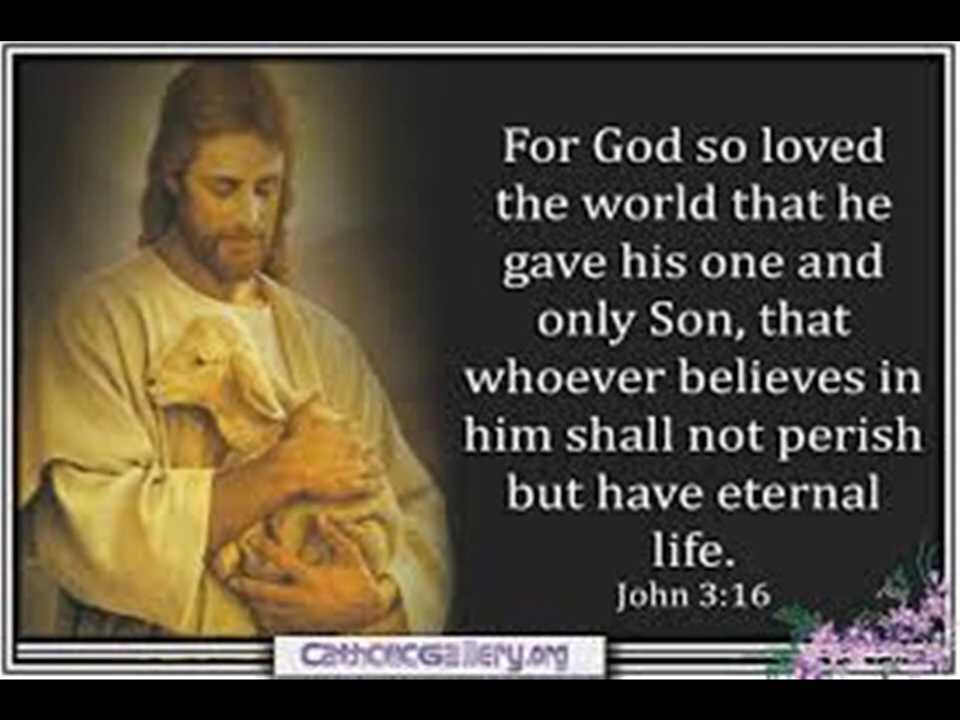 For God so loved
the world that he
gave his one and
only Son, that
whoever believes in
him shall not perish
but have eternal
life.
John 3:16
CatholicGallery.org